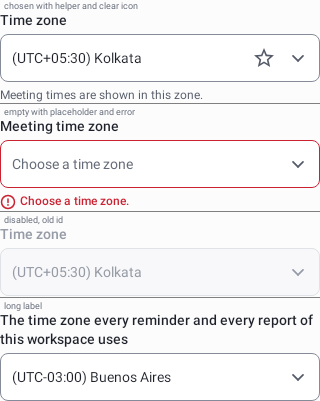 chosen with helper and clear icon
Time zone
(UTC+05:30) Kolkata
Meeting times are shown in this zone.
empty with placeholder and error
Meeting time zone
Choose a time zone
Choose a time zone.
disabled, old id
Time zone
(UTC+05:30) Kolkata
long label
The time zone every reminder and every report of
this workspace uses
(UTC-03:00) Buenos Aires